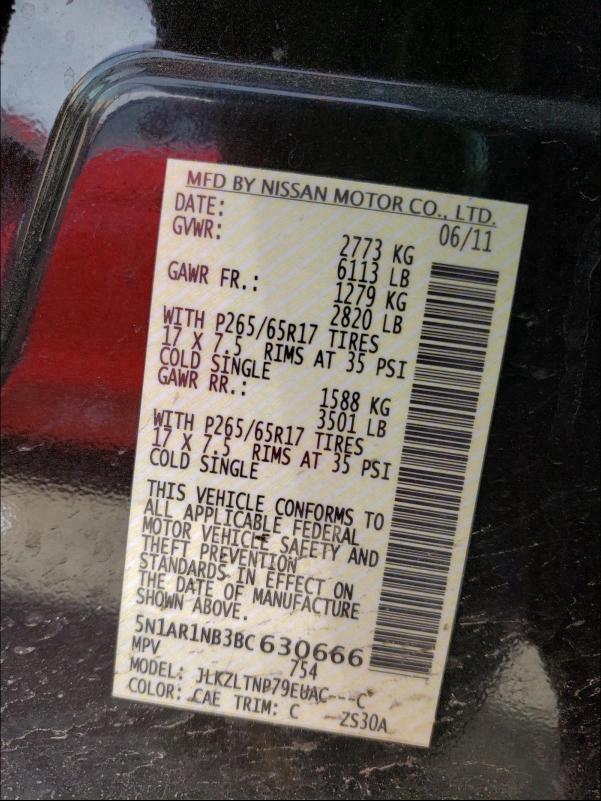 MFD BY NISSAN MOTOR CO., LTD.
DATE: 06/11
GVWR: 2773 KG
6113 LB
GAWR FR.: 1279 KG
2820 LB
WITH P265/65R17 TIRES
17 X 7.5 RIMS AT 35 PSI
COLD SINGLE
GAWR RR.: 1588 KG
3501 LB
WITH P265/65R17 TIRES
17 X 7.5 RIMS AT 35 PSI
COLD SINGLE
THIS VEHICLE CONFORMS TO
ALL APPLICABLE FEDERAL
MOTOR VEHICLE SAFETY AND
THEFT PREVENTION
STANDARDS IN EFFECT ON
THE DATE OF MANUFACTURE
SHOWN ABOVE.
5N1AR1NB3BC630666
MPV 754
MODEL: JLKZLTNP79EUAC---C
COLOR: CAE TRIM: C ZS30A